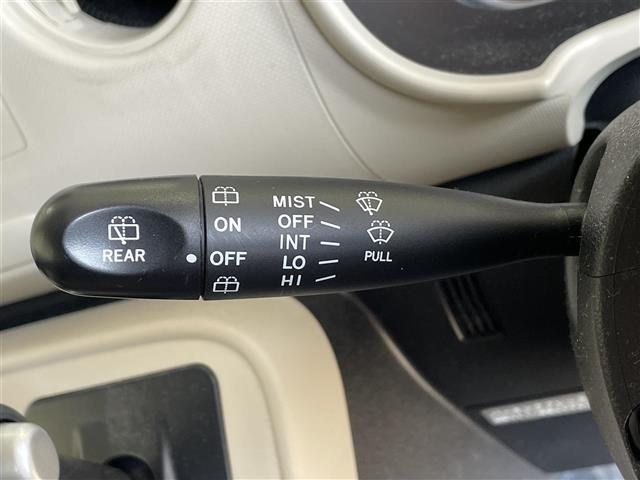 REAR
ON
OFF
MIST
OFF
INT
LO
HI
PULL